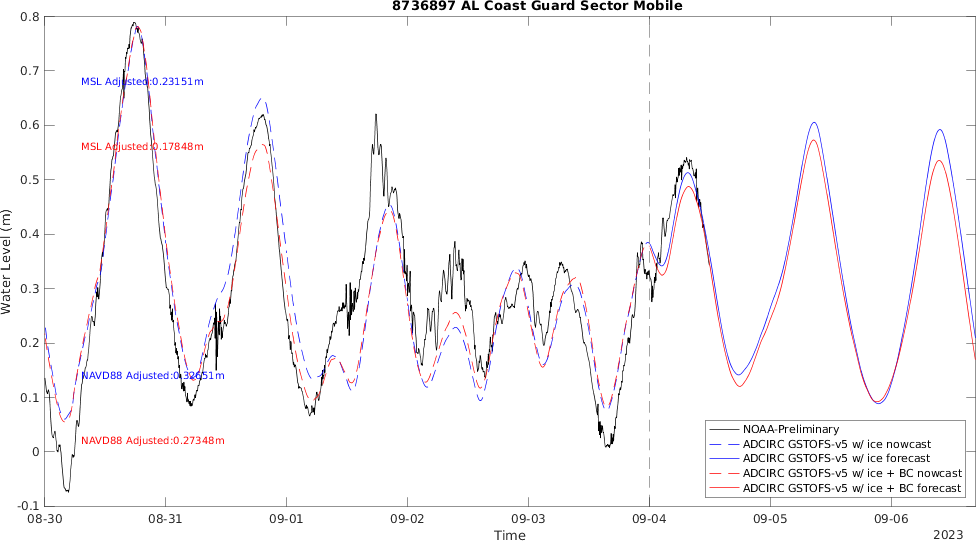 8736897 AL Coast Guard Sector Mobile
0.8
0.7
0.6
0.5
0.4
0.3
0.2
0.1
0
-0.1
Water Level (m)
MSL Adjusted:0.23151m
MSL Adjusted:0.17848m
NAVD88 Adjusted:0.32651m
NAVD88 Adjusted:0.27348m
NOAA-Preliminary
ADCIRC GSTOFS-v5 w/ ice nowcast
ADCIRC GSTOFS-v5 w/ ice forecast
ADCIRC GSTOFS-v5 w/ ice + BC nowcast
ADCIRC GSTOFS-v5 w/ ice + BC forecast
08-30 08-31 09-01 09-02 09-03 09-04 09-05 09-06
Time
2023